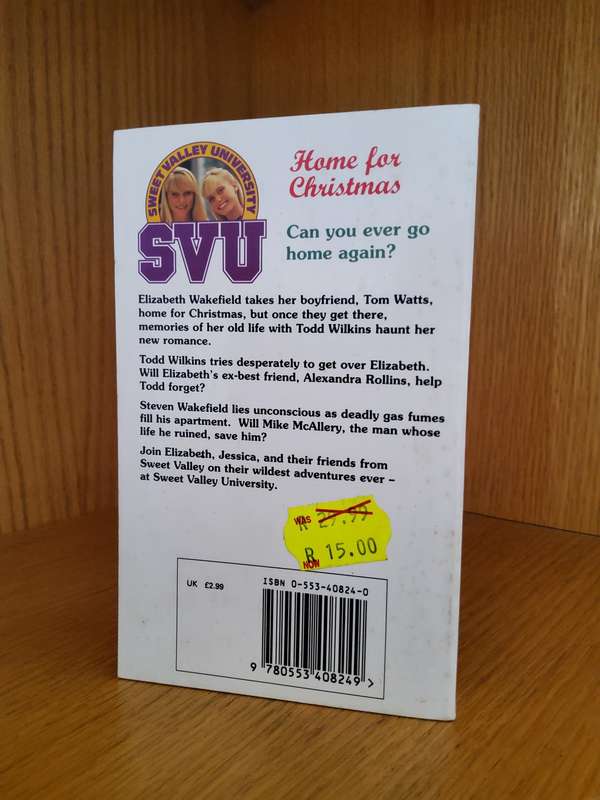 SWEET VALLEY UNIVERSITY
SVU
Home for
Christmas
Can you ever go
home again?
Elizabeth Wakefield takes her boyfriend, Tom Watts,
home for Christmas, but once they get there,
memories of her old life with Todd Wilkins haunt her
new romance.
Todd Wilkins tries desperately to get over Elizabeth.
Will Elizabeth's ex-best friend, Alexandra Rollins, help
Todd forget?
Steven Wakefield lies unconscious as deadly gas fumes
fill his apartment. Will Mike McAllery, the man whose
life he ruined, save him?
Join Elizabeth, Jessica, and their friends from
Sweet Valley on their wildest adventures ever –
at Sweet Valley University.
WAS R 29.99
NOW R 15.00
UK £2.99
ISBN 0-553-40824-0
9 780553 408249 >